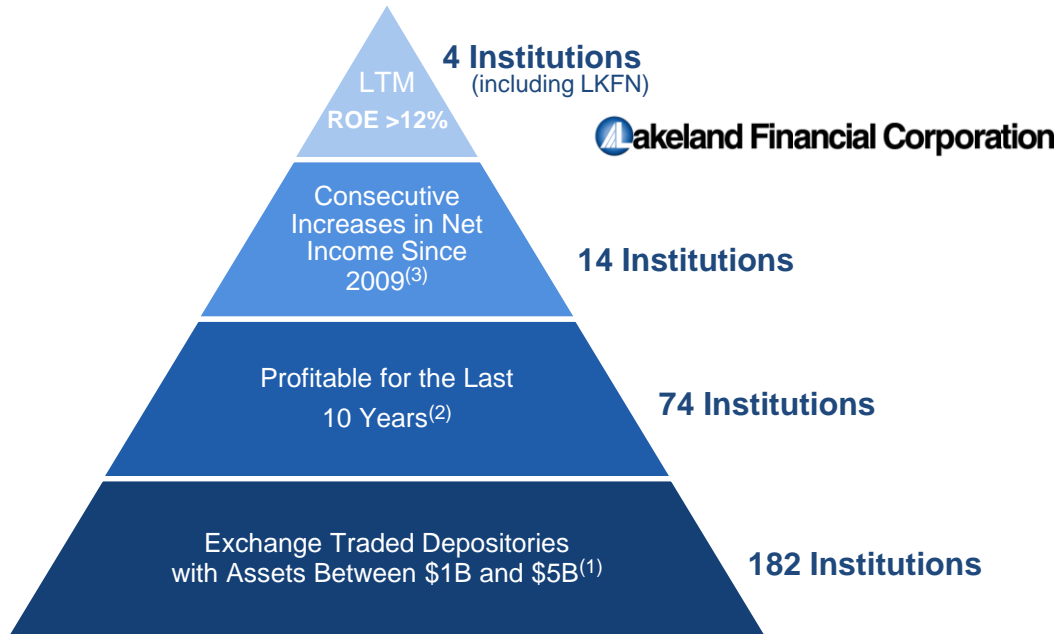 LTM
ROE >12%
4 Institutions
(including LKFN)
Lakeland Financial Corporation
Consecutive
Increases in Net
Income Since
2009(3)
14 Institutions
Profitable for the Last
10 Years(2)
74 Institutions
Exchange Traded Depositories
with Assets Between $1B and $5B(1)
182 Institutions